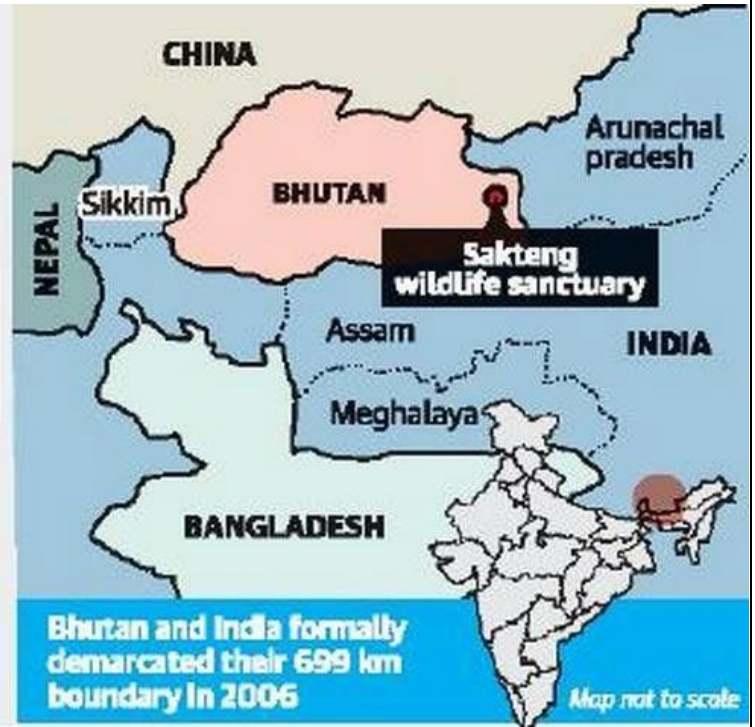 CHINA
Arunachal
pradesh
Sikkim
BHUTAN
NEPAL
Sakteng
wildlife sanctuary
Assam
INDIA
Meghalaya
BANGLADESH
Bhutan and India formally
demarcated their 699 km
boundary in 2006
Map not to scale